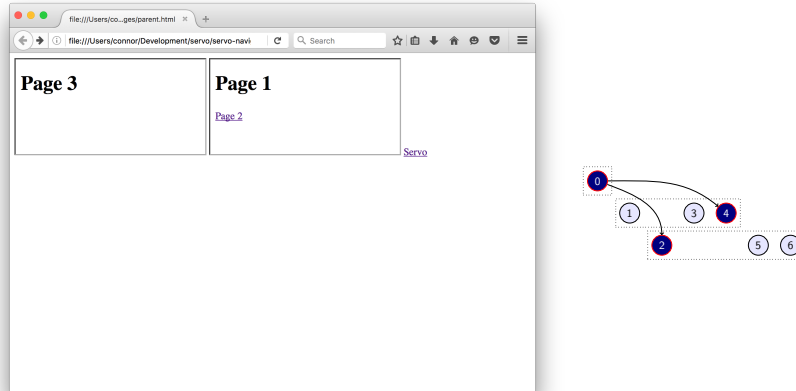 file:///Users/co...ges/parent.html
file:///Users/connor/Development/servo/servo-navi
Search
Page 3
Page 1
Page 2
Servo
0
1
3
4
2
5
6